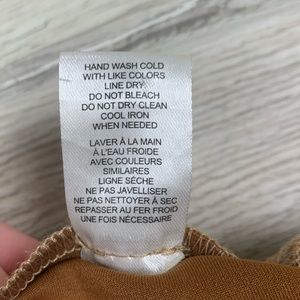 HAND WASH COLD
WITH LIKE COLORS
LINE DRY
DO NOT BLEACH
DO NOT DRY CLEAN
COOL IRON
WHEN NEEDED
LAVER À LA MAIN
À L'EAU FROIDE
AVEC COULEURS
SIMILAIRES
LIGNE SÉCHE
NE PAS JAVELLISER
NE PAS NETTOYER À SEC
REPASSER AU FER FROID
UNE FOIS NÉCESSAIRE